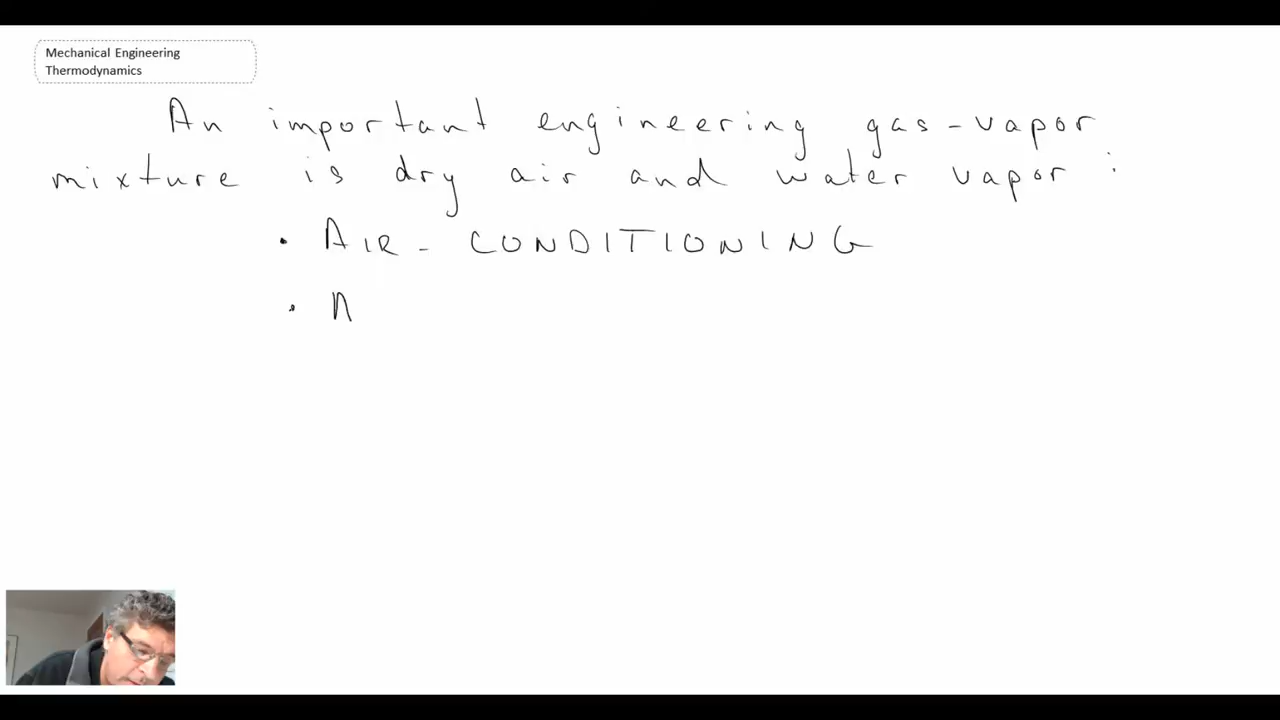 Mechanical Engineering
Thermodynamics
An important engineering gas-vapor
mixture is dry air and water vapor :
• AIR - CONDITIONING
•